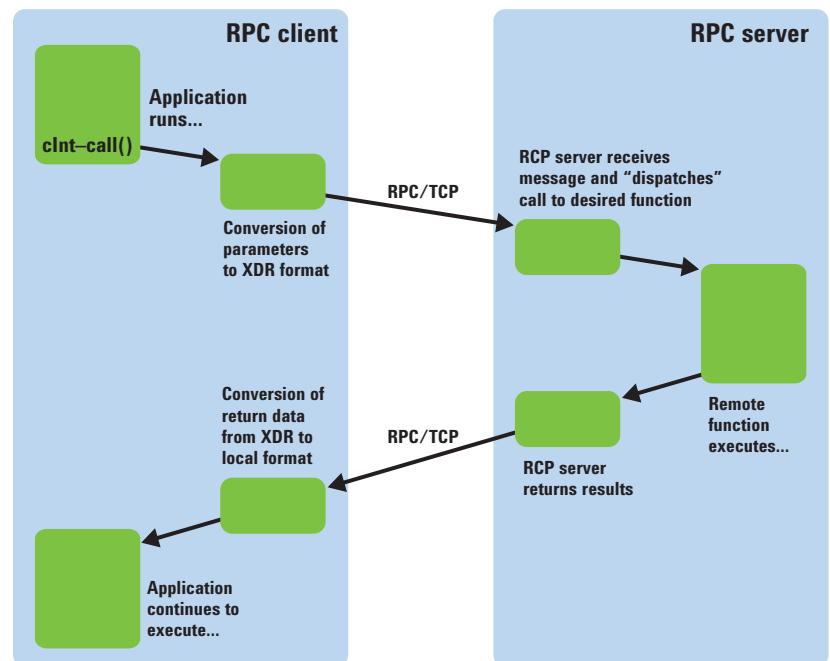 RPC client
RPC server
Application
runs...
cInt–call()
RPC/TCP
RCP server receives
message and “dispatches”
call to desired function
Conversion of
parameters
to XDR format
Conversion of
return data
from XDR to
local format
RPC/TCP
Remote
function
executes...
RCP server
returns results
Application
continues to
execute...